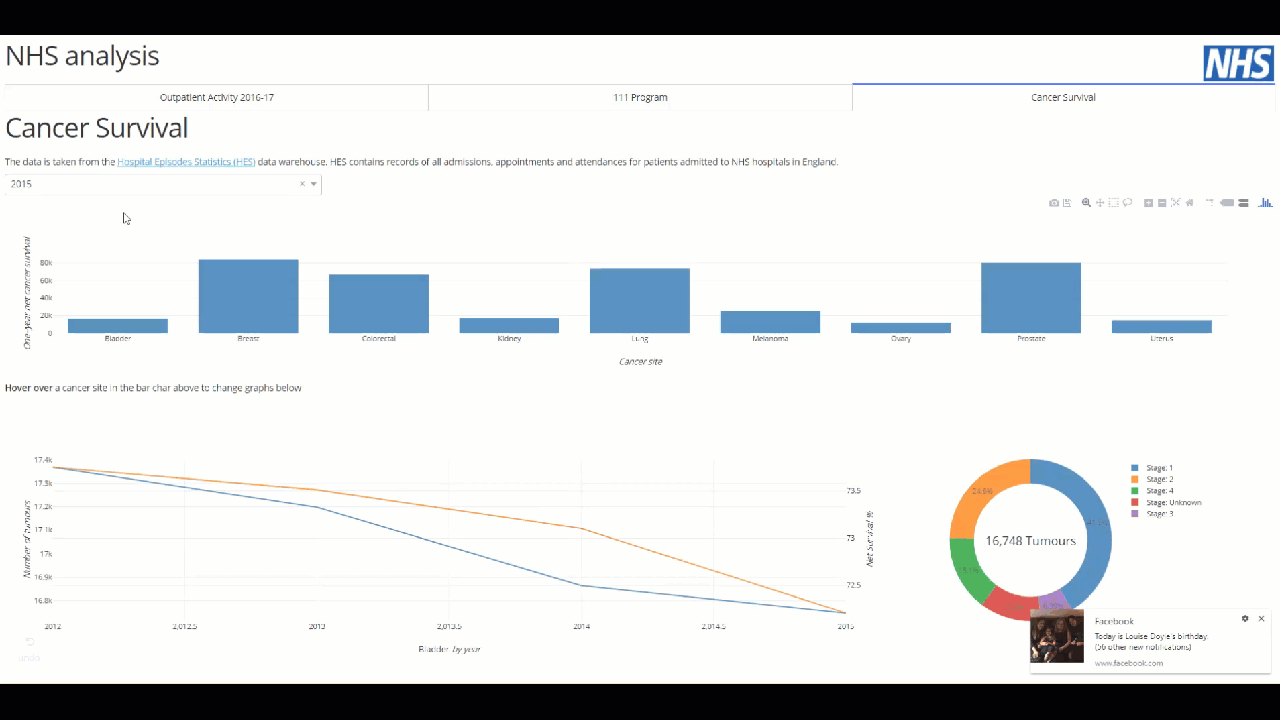 NHS analysis
NHS
Outpatient Activity 2016-17
111 Program
Cancer Survival
Cancer Survival
The data is taken from the Hospital Episodes Statistics (HES) data warehouse. HES contains records of all admissions, appointments and attendances for patients admitted to NHS hospitals in England.
2015
One-year net cancer survival
80k
60k
40k
20k
0
Bladder
Breast
Colorectal
Kidney
Lung
Melanoma
Ovary
Prostate
Uterus
Cancer site
Hover over a cancer site in the bar char above to change graphs below
Number of tumours
17.4k
17.3k
17.2k
17.1k
17k
16.9k
16.8k
73.5
73
72.5
Net Survival %
2012
2,012.5
2013
2,013.5
2014
2,014.5
2015
Bladder by year
undo
16,748 Tumours
Stage: 1
Stage: 2
Stage: 4
Stage: Unknown
Stage: 3
Facebook
Today is Louise Doyle's birthday.
(56 other new notifications)
www.facebook.com